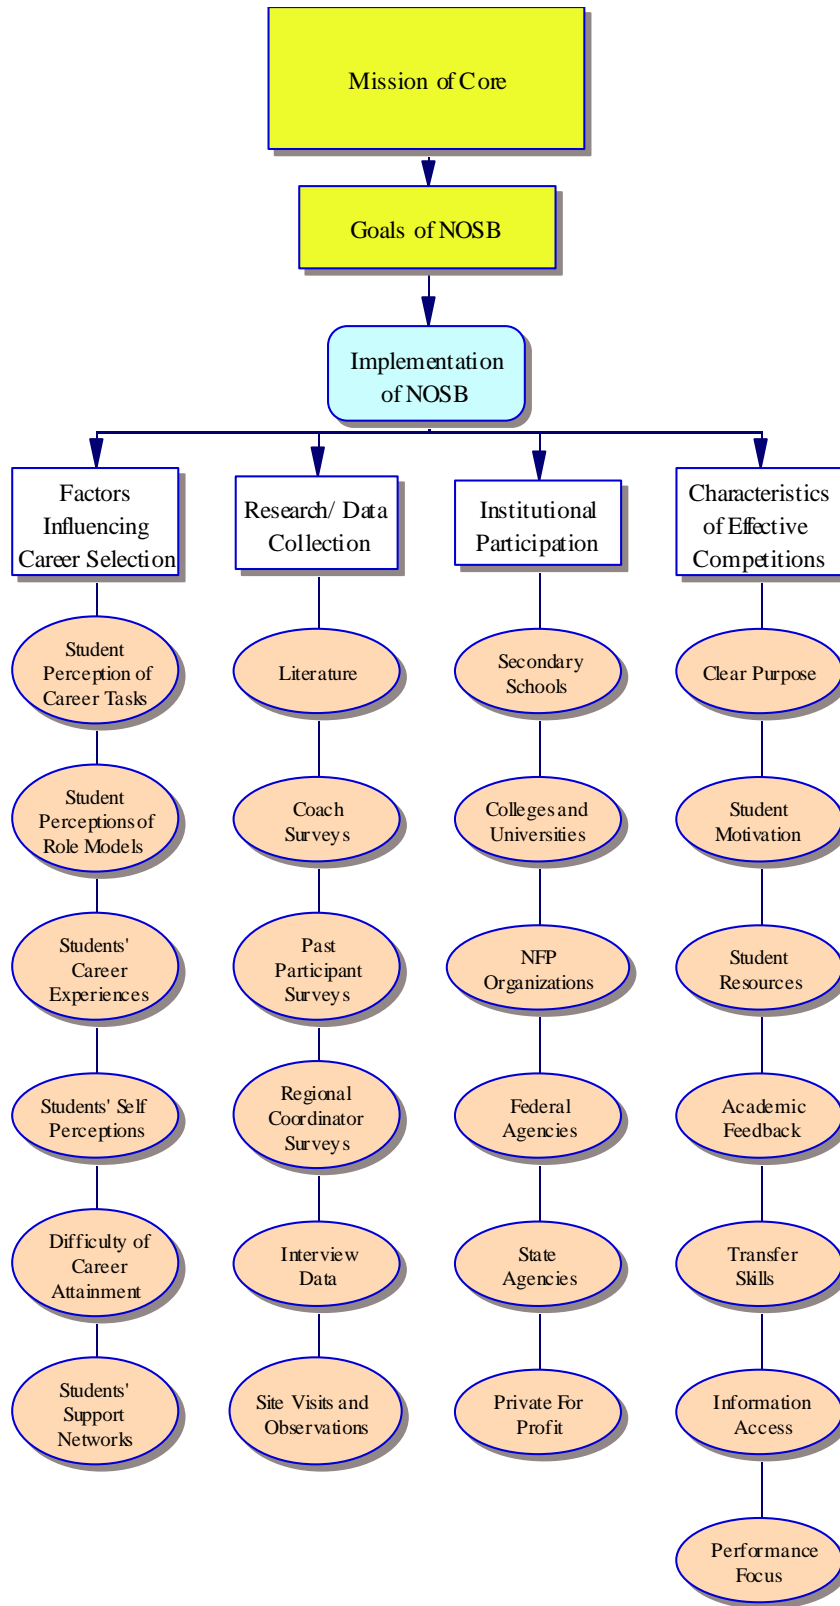 Mission of Core
Goals of NOSB
Implementation
of NOSB
Factors
Influencing
Career Selection
Student
Perception of
Career Tasks
Student
Perceptions of
Role Models
Students'
Career
Experiences
Students' Self
Perceptions
Difficulty of
Career
Attainment
Students'
Support
Networks
Research/ Data
Collection
Literature
Coach
Surveys
Past
Participant
Surveys
Regional
Coordinator
Surveys
Interview
Data
Site Visits and
Observations
Institutional
Participation
Secondary
Schools
Colleges and
Universities
NFP
Organizations
Federal
Agencies
State
Agencies
Private For
Profit
Characteristics
of Effective
Competitions
Clear Purpose
Student
Motivation
Student
Resources
Academic
Feedback
Transfer
Skills
Information
Access
Performance
Focus